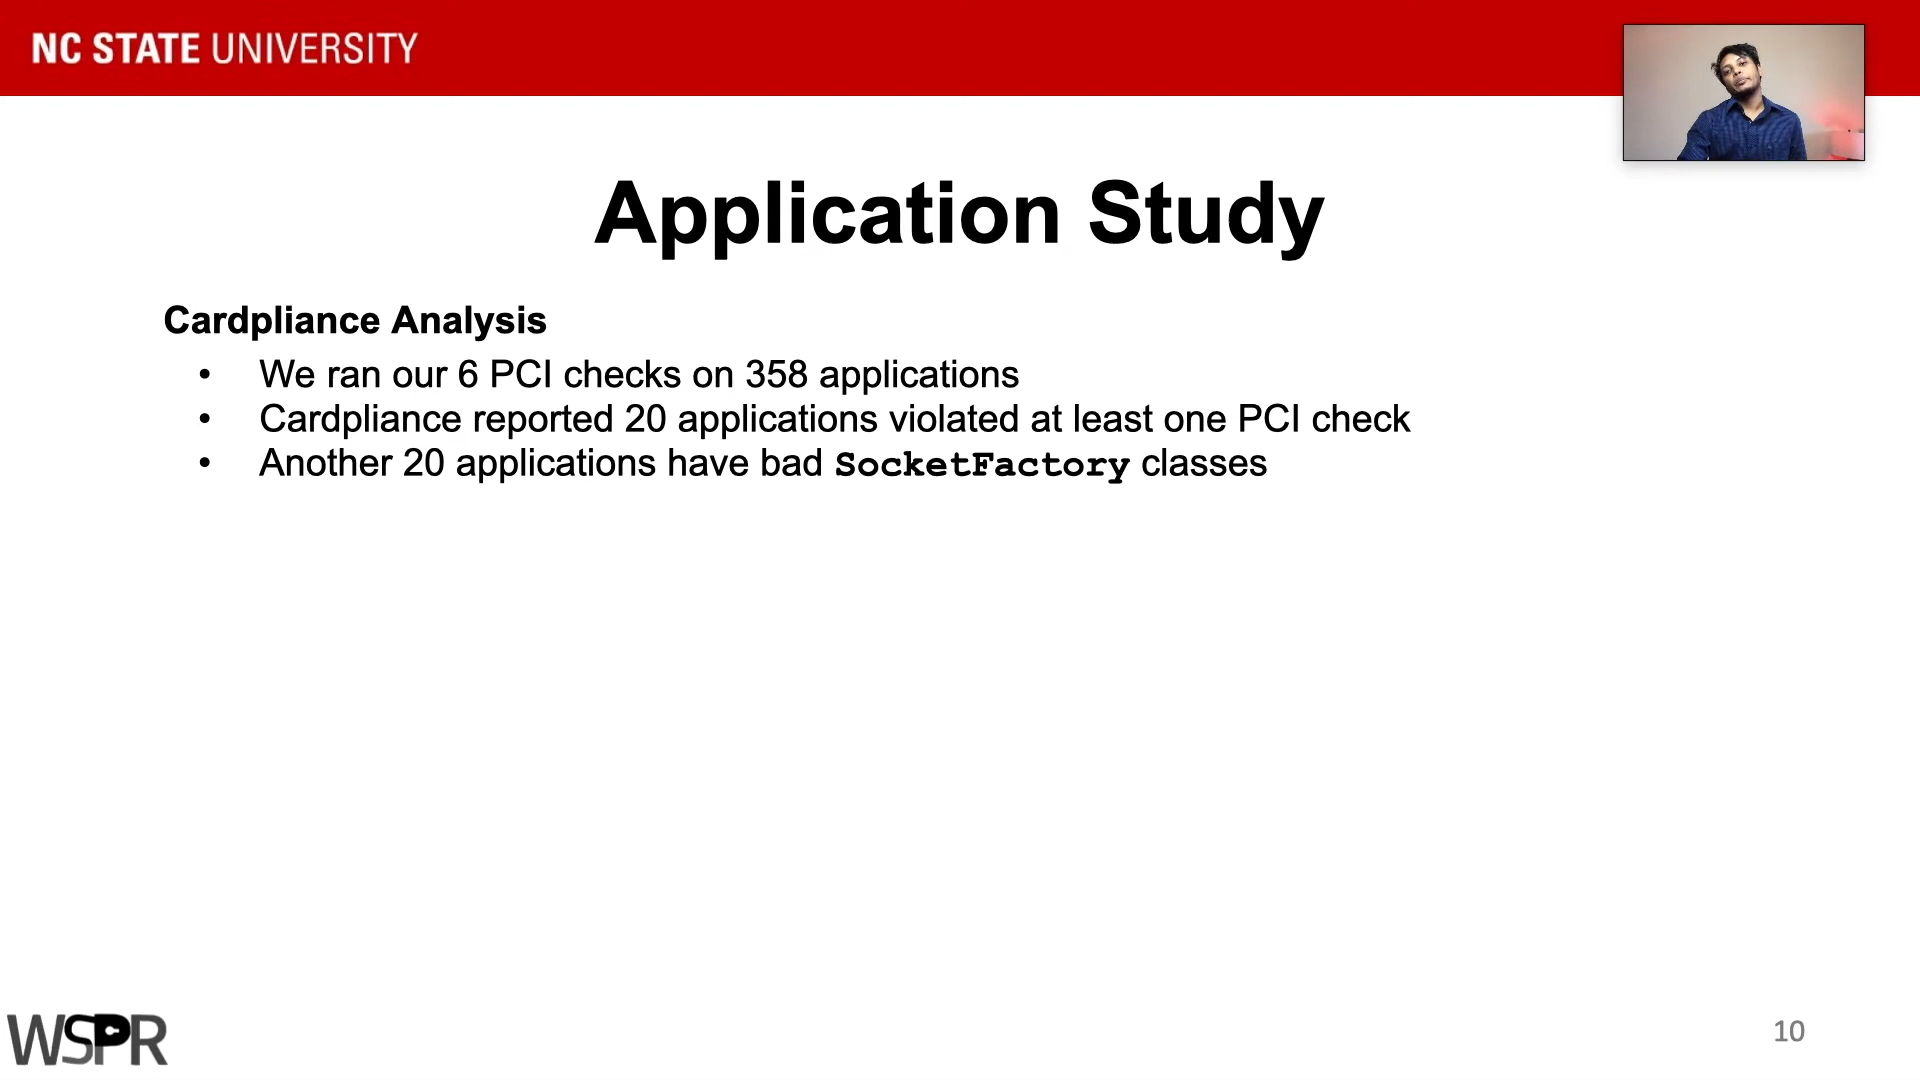 NC STATE UNIVERSITY
Application Study
Cardpliance Analysis
• We ran our 6 PCI checks on 358 applications
• Cardpliance reported 20 applications violated at least one PCI check
• Another 20 applications have bad SocketFactory classes
WSPR
10